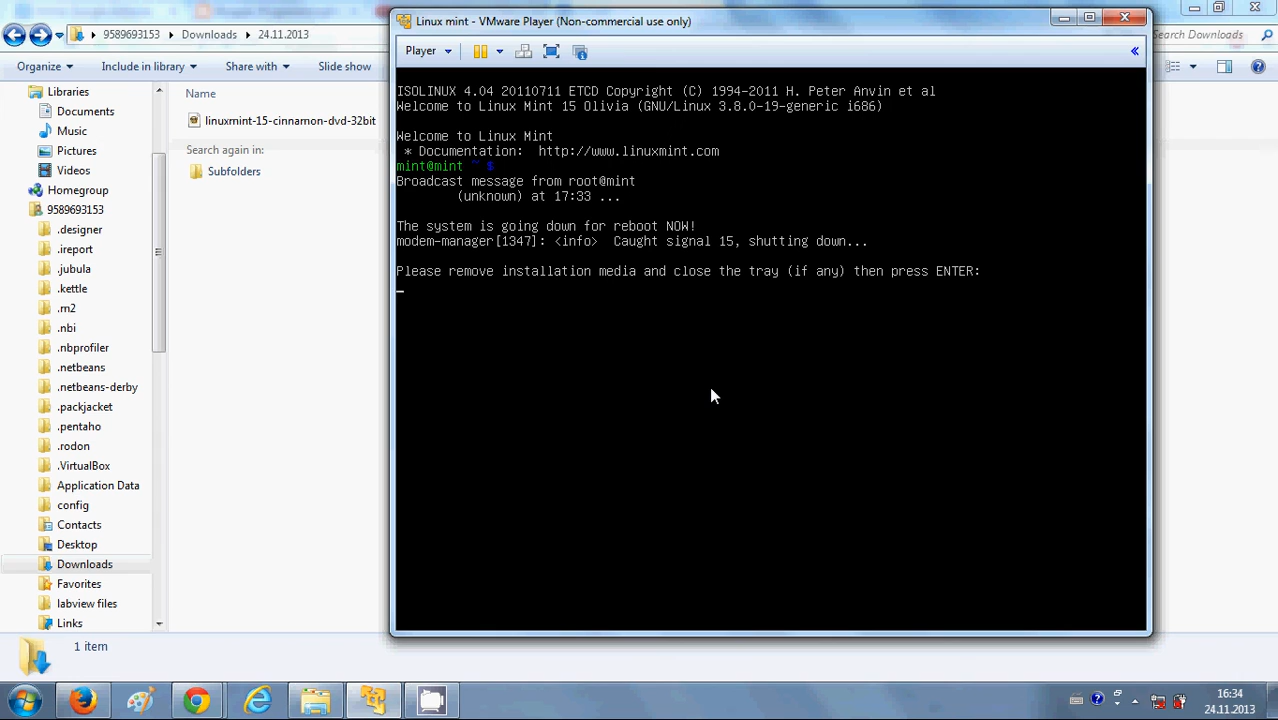 Linux mint - VMware Player (Non-commercial use only)
9589693153
Downloads
24.11.2013
Search Downloads
Organize
Include in library
Share with
Slide show
Player
«
Libraries
Documents
Music
Pictures
Videos
Homegroup
9589693153
.designer
.ireport
.jubula
.kettle
.m2
.nbi
.nbprofiler
.netbeans
.netbeans-derby
.packjacket
.pentaho
.rodon
.VirtualBox
Application Data
config
Contacts
Desktop
Downloads
Favorites
labview files
Links
Name
linuxmint-15-cinnamon-dvd-32bit
Search again in:
Subfolders
ISOLINUX 4.04 20110711 ETCD Copyright (C) 1994-2011 H. Peter Anvin et al
Welcome to Linux Mint 15 Olivia (GNU/Linux 3.8.0-19-generic i686)
Welcome to Linux Mint
* Documentation: http://www.linuxmint.com
mint@mint ~ $
Broadcast message from root@mint
(unknown) at 17:33 ...
The system is going down for reboot NOW!
modem-manager[1347]: <info> Caught signal 15, shutting down...
Please remove installation media and close the tray (if any) then press ENTER:
1 item
16:34
24.11.2013